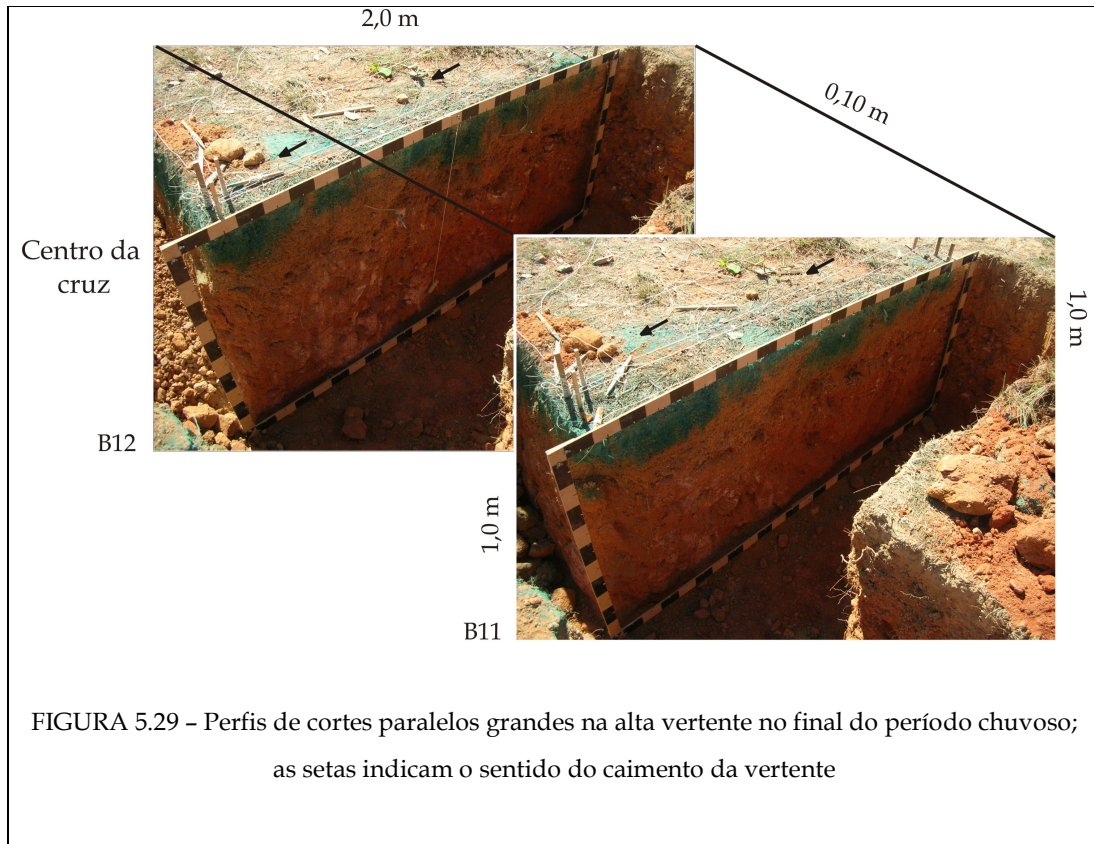 2,0 m
0,10 m
Centro da
cruz
1,0 m
B12
1,0 m
B11
FIGURA 5.29 – Perfis de cortes paralelos grandes na alta vertente no final do período chuvoso;
as setas indicam o sentido do caimento da vertente